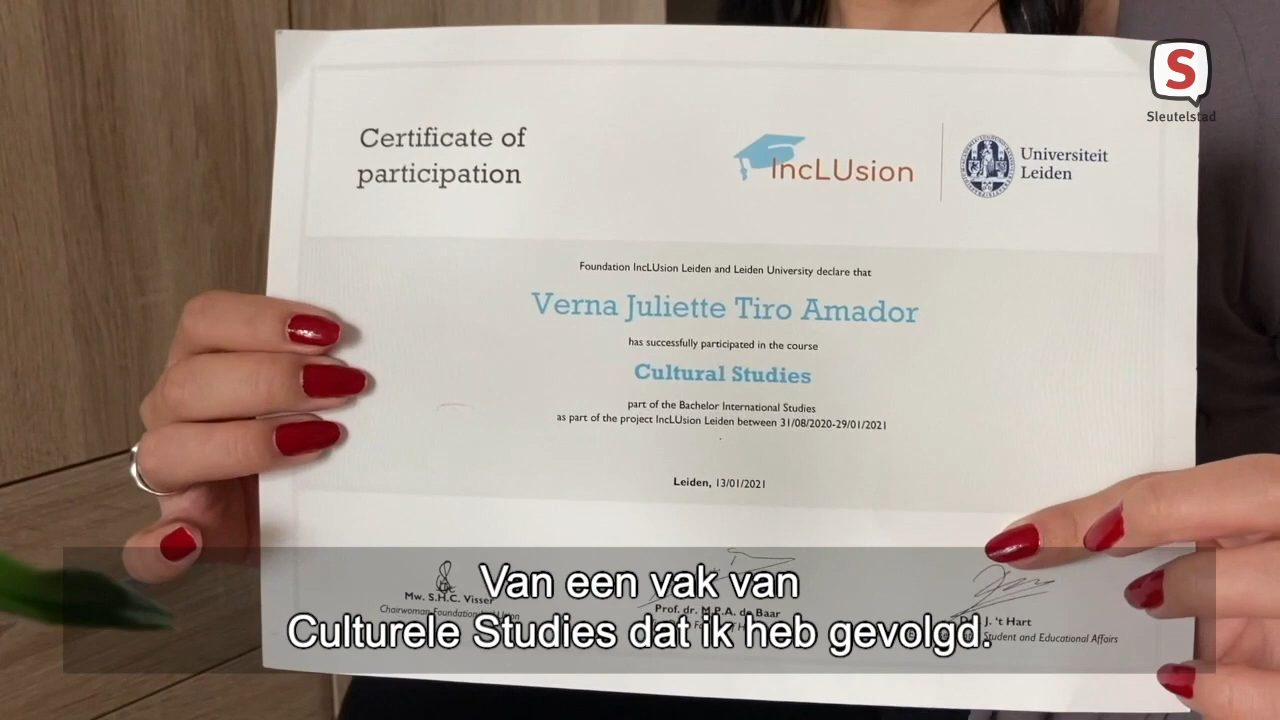 S
Sleutelstad
Certificate of
participation
IncLUsion
Universiteit
Leiden
Foundation IncLUsion Leiden and Leiden University declare that
Verna Juliette Tiro Amador
has successfully participated in the course
Cultural Studies
part of the Bachelor International Studies
as part of the project IncLUsion Leiden between 31/08/2020-29/01/2021
Leiden, 13/01/2021
Mw. S.H.C. Visser
Chairwoman Foundation
Prof. dr. M.P.A. de Baar
J. 't Hart
Student and Educational Affairs
Van een vak van
Culturele Studies dat ik heb gevolgd.